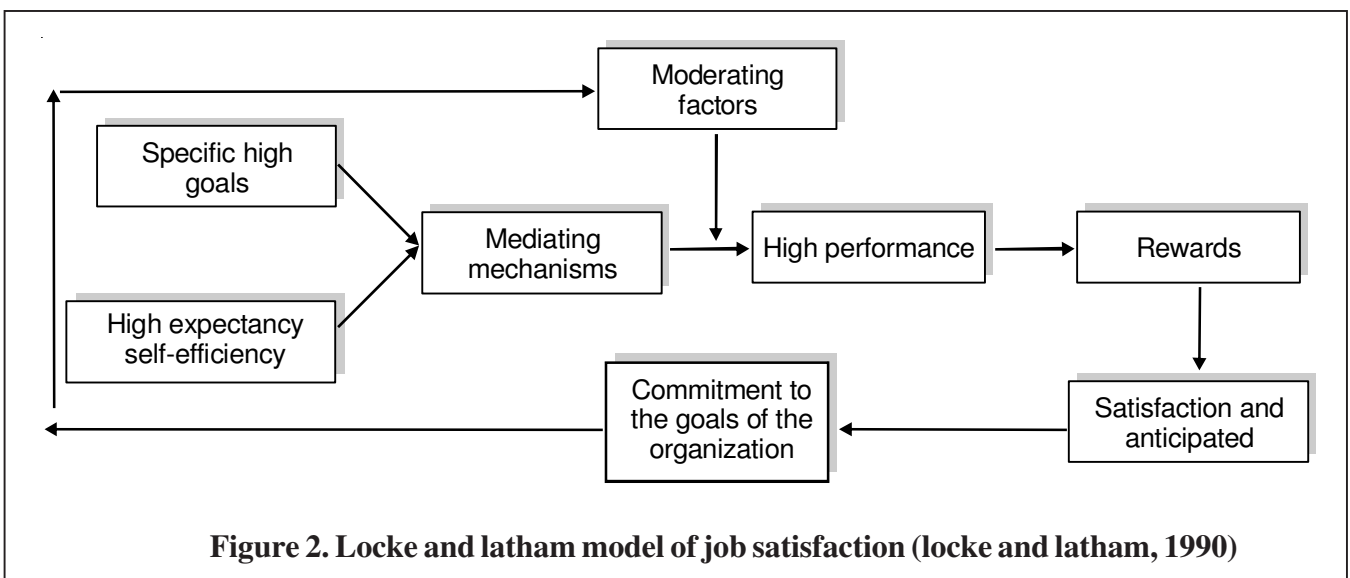 Moderating
factors
Specific high
goals
Mediating
mechanisms
High performance
Rewards
High expectancy
self-efficiency
Commitment to
the goals of the
organization
Satisfaction and
anticipated
Figure 2. Locke and latham model of job satisfaction (locke and latham, 1990)